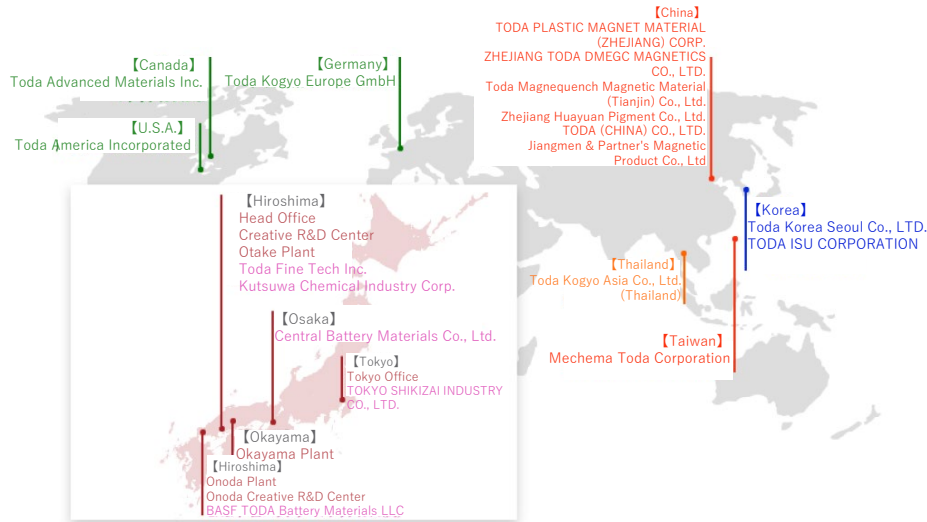 【Canada】
Toda Advanced Materials Inc.
【U.S.A.】
Toda America Incorporated
【Germany】
Toda Kogyo Europe GmbH
【China】
TODA PLASTIC MAGNET MATERIAL
(ZHEJIANG) CORP.
ZHEJIANG TODA DMEGC MAGNETICS
CO., LTD.
Toda Magnequench Magnetic Material
(Tianjin) Co., Ltd.
Zhejiang Huayuan Pigment Co., Ltd.
TODA (CHINA) CO., LTD.
Jiangmen & Partner's Magnetic
Product Co., Ltd
【Korea】
Toda Korea Seoul Co., LTD.
TODA ISU CORPORATION
【Thailand】
Toda Kogyo Asia Co., Ltd.
(Thailand)
【Taiwan】
Mechema Toda Corporation
【Hiroshima】
Head Office
Creative R&D Center
Otake Plant
Toda Fine Tech Inc.
Kutsuwa Chemical Industry Corp.
【Osaka】
Central Battery Materials Co., Ltd.
【Tokyo】
Tokyo Office
TOKYO SHIKIZAI INDUSTRY
CO., LTD.
【Okayama】
Okayama Plant
【Hiroshima】
Onoda Plant
Onoda Creative R&D Center
BASF TODA Battery Materials LLC